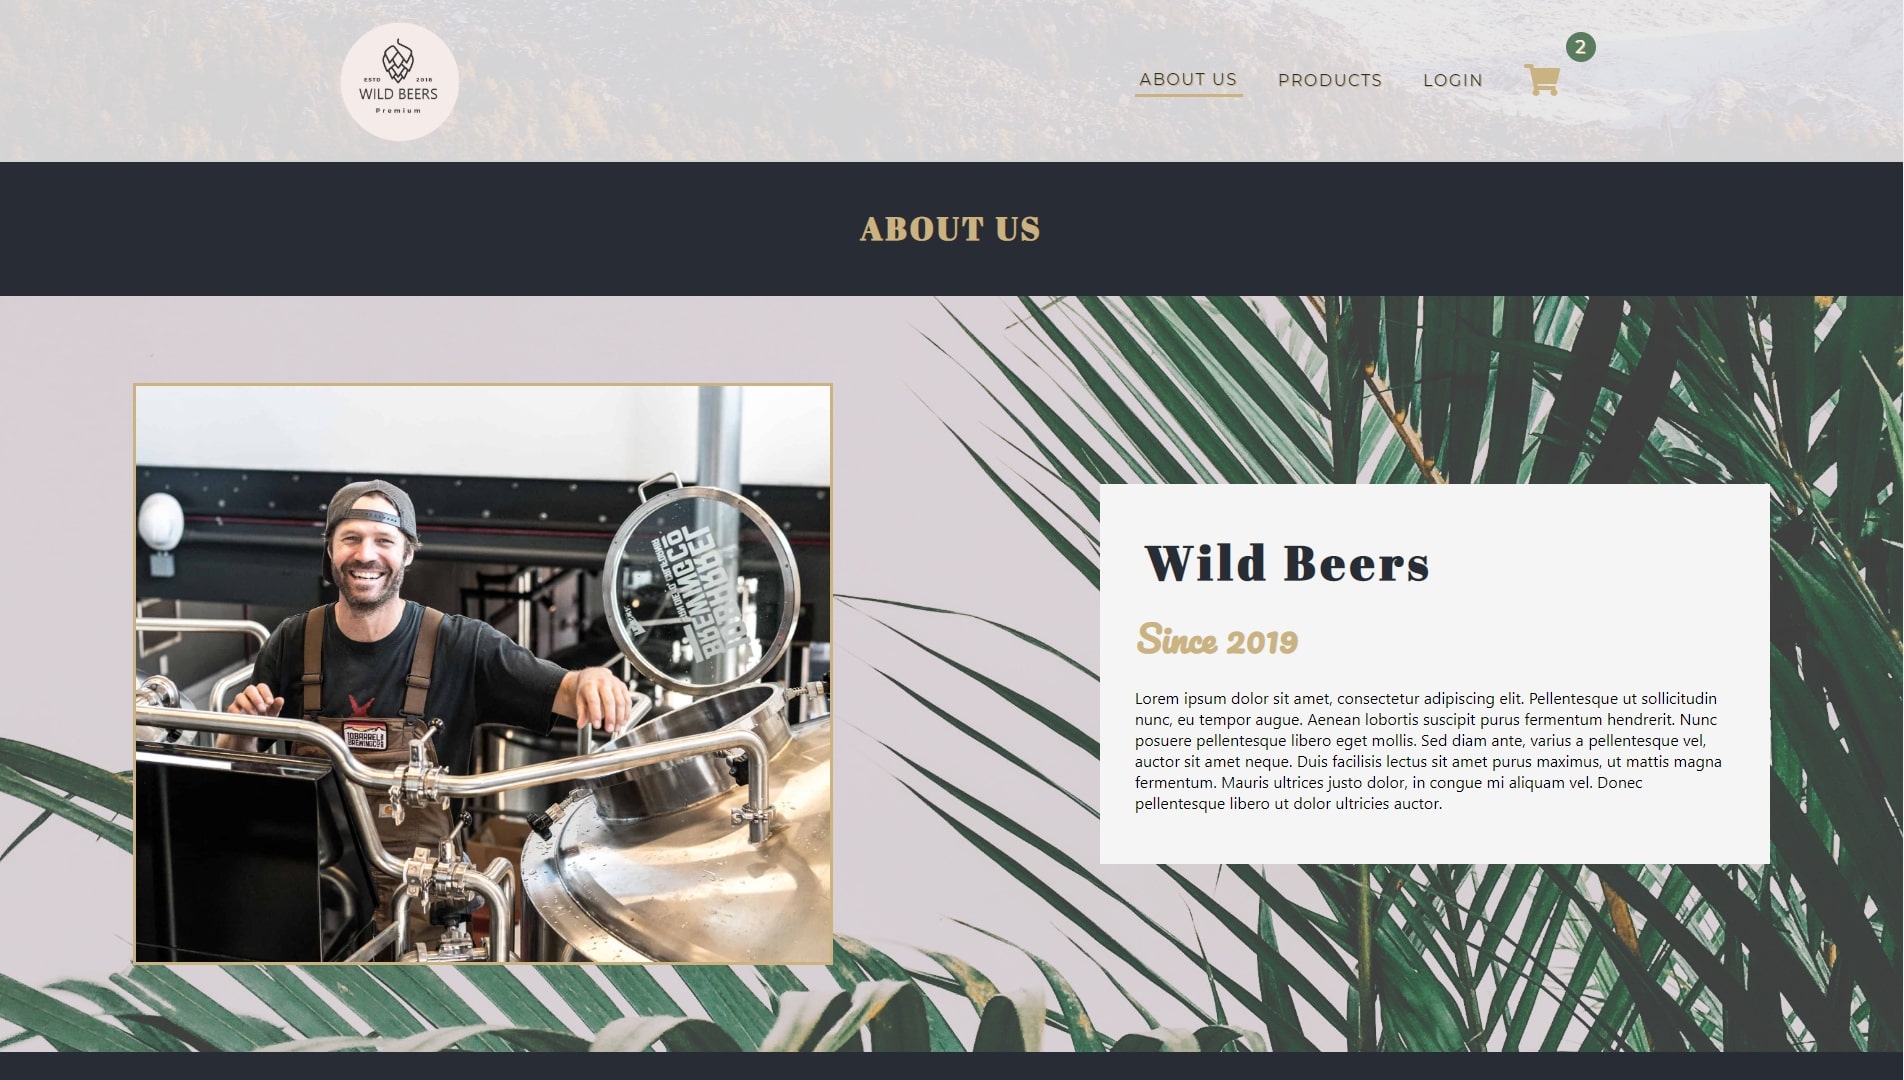 ESTD 2018
WILD BEERS
Premium
ABOUT US
PRODUCTS
LOGIN
2
ABOUT US
10 BARREL
BREWING CO
Wild Beers
Since 2019
Lorem ipsum dolor sit amet, consectetur adipiscing elit. Pellentesque ut sollicitudin
nunc, eu tempor augue. Aenean lobortis suscipit purus fermentum hendrerit. Nunc
posuere pellentesque libero eget mollis. Sed diam ante, varius a pellentesque vel,
auctor sit amet neque. Duis facilisis lectus sit amet purus maximus, ut mattis magna
fermentum. Mauris ultrices justo dolor, in congue mi aliquam vel. Donec
pellentesque libero ut dolor ultricies auctor.